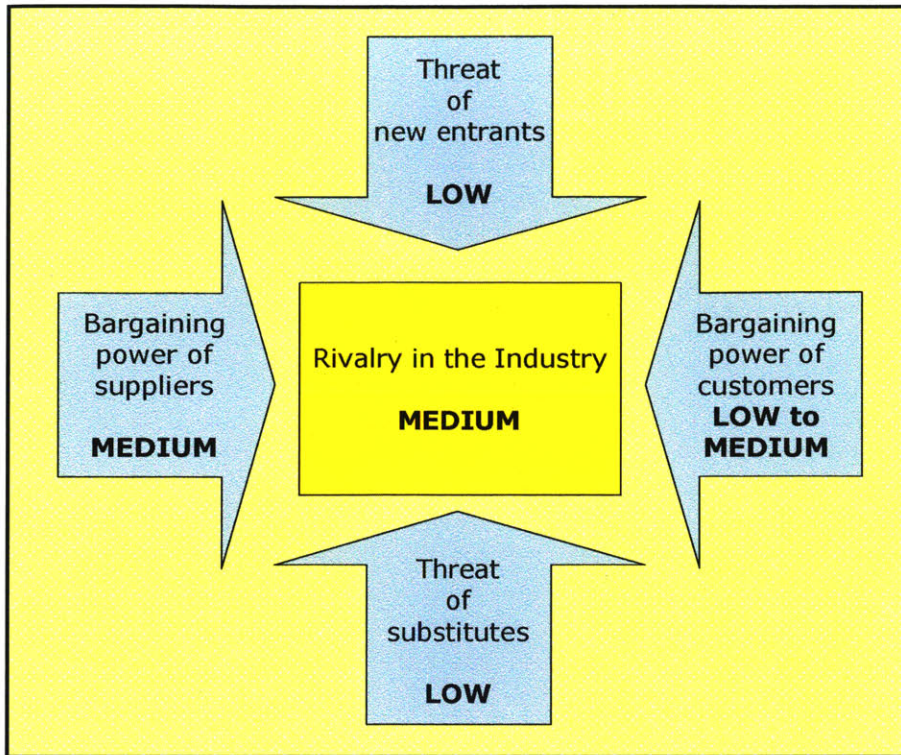 Threat
of
new entrants
LOW
Bargaining
power of
suppliers
MEDIUM
Rivalry in the Industry
MEDIUM
Bargaining
power of
customers
LOW to
MEDIUM
Threat
of
substitutes
LOW